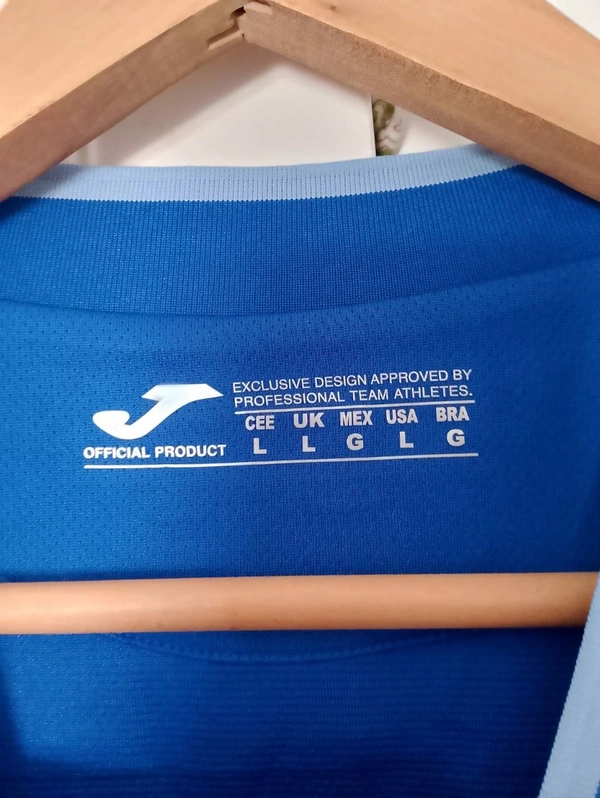 EXCLUSIVE DESIGN APPROVED BY
PROFESSIONAL TEAM ATHLETES.
CEE UK MEX USA BRA
L L G L G
OFFICIAL PRODUCT